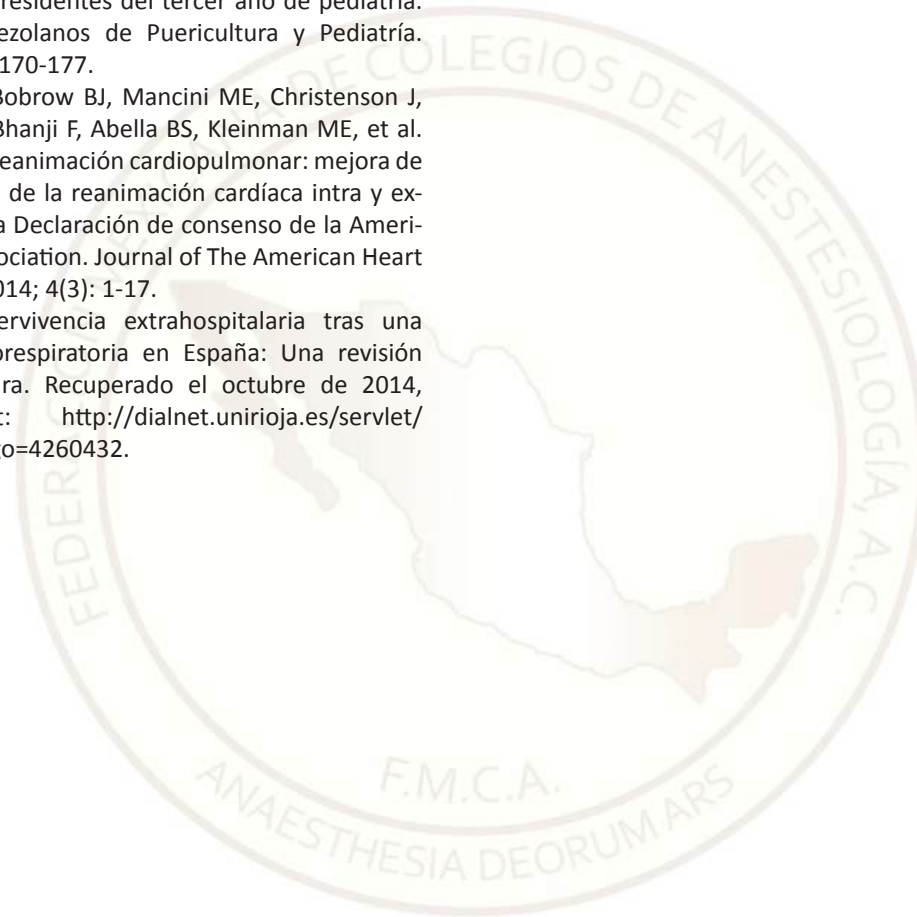 residentes del tercer año de pediatría.
ezolanos de Puericultura y Pediatría.
170-177.
Bobrow BJ, Mancini ME, Christenson J,
Bhanji F, Abella BS, Kleinman ME, et al.
eanimación cardiopulmonar: mejora de
de la reanimación cardíaca intra y ex-
a Declaración de consenso de la Ameri-
ociation. Journal of The American Heart
014; 4(3): 1-17.
ervivencia extrahospitalaria tras una
orespiratoria en España: Una revisión
ra. Recuperado el octubre de 2014,
t: http://dialnet.unirioja.es/servlet/
go=4260432.
FEDERACIÓN MEXICANA DE COLEGIOS DE ANESTESIOLOGÍA, A.C.
F.M.C.A.
ANAESTHESIA DEORUM ARS